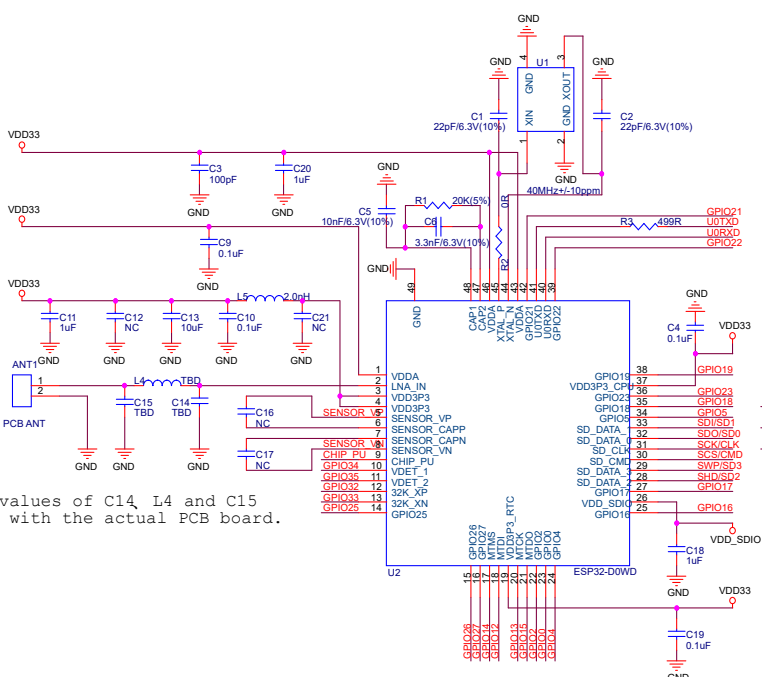 GND
GND
4
3
U1
GND
GND
XOUT
XIN
GND
1
2
GND
40MHz+/-10ppm
C1
22pF/6.3V(10%)
GND
C2
22pF/6.3V(10%)
VDD33
C3
100pF
GND
C20
1uF
GND
GND
C5
10nF/6.3V(10%)
R1
20K(5%)
C6
3.3nF/6.3V(10%)
0R
R2
R3
499R
GPIO21
U0TXD
U0RXD
GPIO22
VDD33
C9
0.1uF
GND
GND
VDD33
L5
2.0nH
C11
1uF
GND
C12
NC
GND
C13
10uF
GND
C10
0.1uF
GND
C21
NC
GND
ANT1
1
2
PCB ANT
GND
C15
TBD
GND
L4
TBD
C14
TBD
GND
C16
NC
C17
NC
SENSOR_VP
SENSOR_VN
CHIP_PU
GPIO34
GPIO35
GPIO32
GPIO33
GPIO25
49
GND
48 47 46 45 44 43 42 41 40 39
CAP1
CAP2
VDDA
XTAL_P
XTAL_N
VDDA
GPIO21
U0TXD
U0RXD
GPIO22
1 VDDA
2 LNA_IN
3 VDD3P3
4 VDD3P3
5 SENSOR_VP
6 SENSOR_CAPP
7 SENSOR_CAPN
8 SENSOR_VN
9 CHIP_PU
10 VDET_1
11 VDET_2
12 32K_XP
13 32K_XN
14 GPIO25
GPIO19 38 GPIO19
VDD3P3_CPU 37
GPIO23 36 GPIO23
GPIO18 35 GPIO18
GPIO5 34 GPIO5
SD_DATA_1 33 SDI/SD1
SD_DATA_0 32 SDO/SD0
SD_CLK 31 SCK/CLK
SD_CMD 30 SCS/CMD
SD_DATA_3 29 SWP/SD3
SD_DATA_2 28 SHD/SD2
GPIO17 27 GPIO17
VDD_SDIO 26
GPIO16 25 GPIO16
GND
C4
0.1uF
VDD33
VDD_SDIO
C18
1uF
GND
VDD33
C19
0.1uF
GND
GPIO26
GPIO27
MTMS
MTDI
VDD3P3_RTC
MTCK
MTDO
GPIO2
GPIO0
GPIO4
U2
ESP32-D0WD
15 16 17 18 19 20 21 22 23 24
GPIO26
GPIO27
GPIO14
GPIO12
GPIO13
GPIO15
GPIO2
GPIO0
GPIO4
values of C14, L4 and C15
with the actual PCB board.